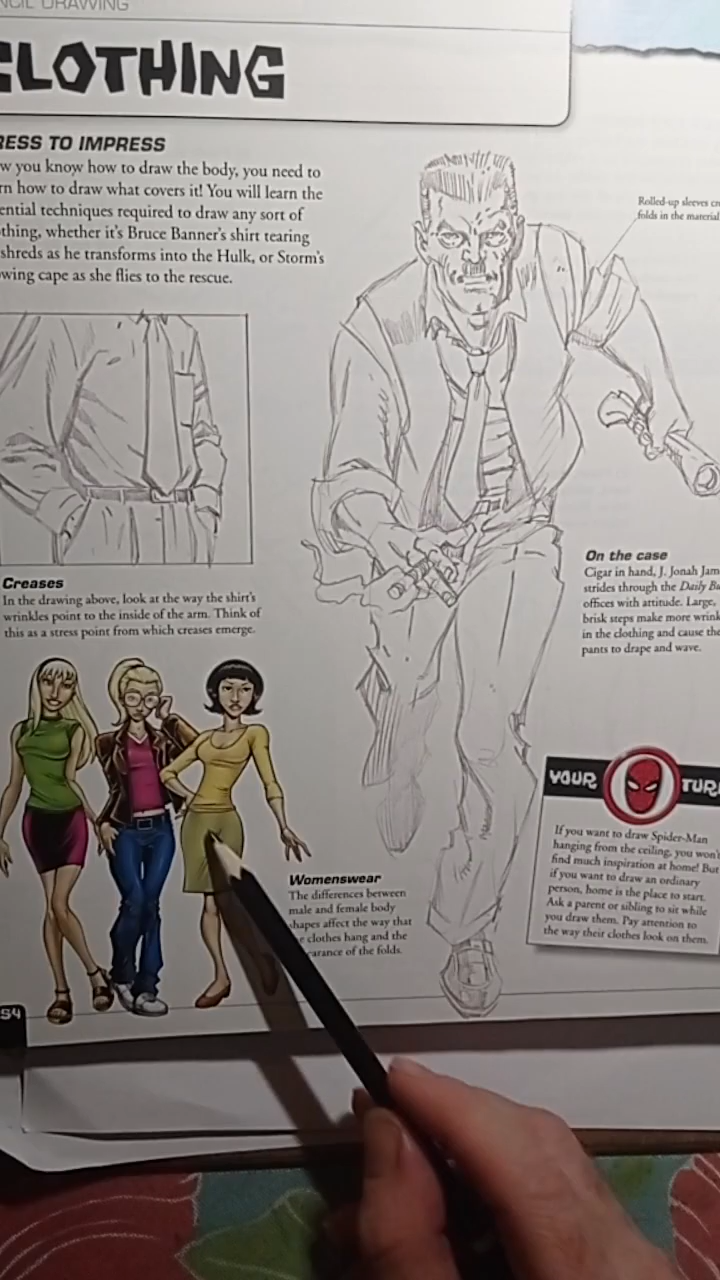 NCIL DRAWING
CLOTHING
RESS TO IMPRESS
w you know how to draw the body, you need to
rn how to draw what covers it! You will learn the
ential techniques required to draw any sort of
thing, whether it's Bruce Banner's shirt tearing
shreds as he transforms into the Hulk, or Storm's
wing cape as she flies to the rescue.
Rolled-up sleeves cr
folds in the material
Creases
In the drawing above, look at the way the shirt's
wrinkles point to the inside of the arm. Think of
this as a stress point from which creases emerge.
On the case
Cigar in hand, J. Jonah Jam
strides through the Daily Bu
offices with attitude. Large,
brisk steps make more wrink
in the clothing and cause the
pants to drape and wave.
Womenswear
The differences between
male and female body
shapes affect the way that
e clothes hang and the
arance of the folds.
YOUR TUR
If you want to draw Spider-Man
hanging from the ceiling, you won't
find much inspiration at home! But
if you want to draw an ordinary
person, home is the place to start.
Ask a parent or sibling to sit while
you draw them. Pay attention to
the way their clothes look on them.
54